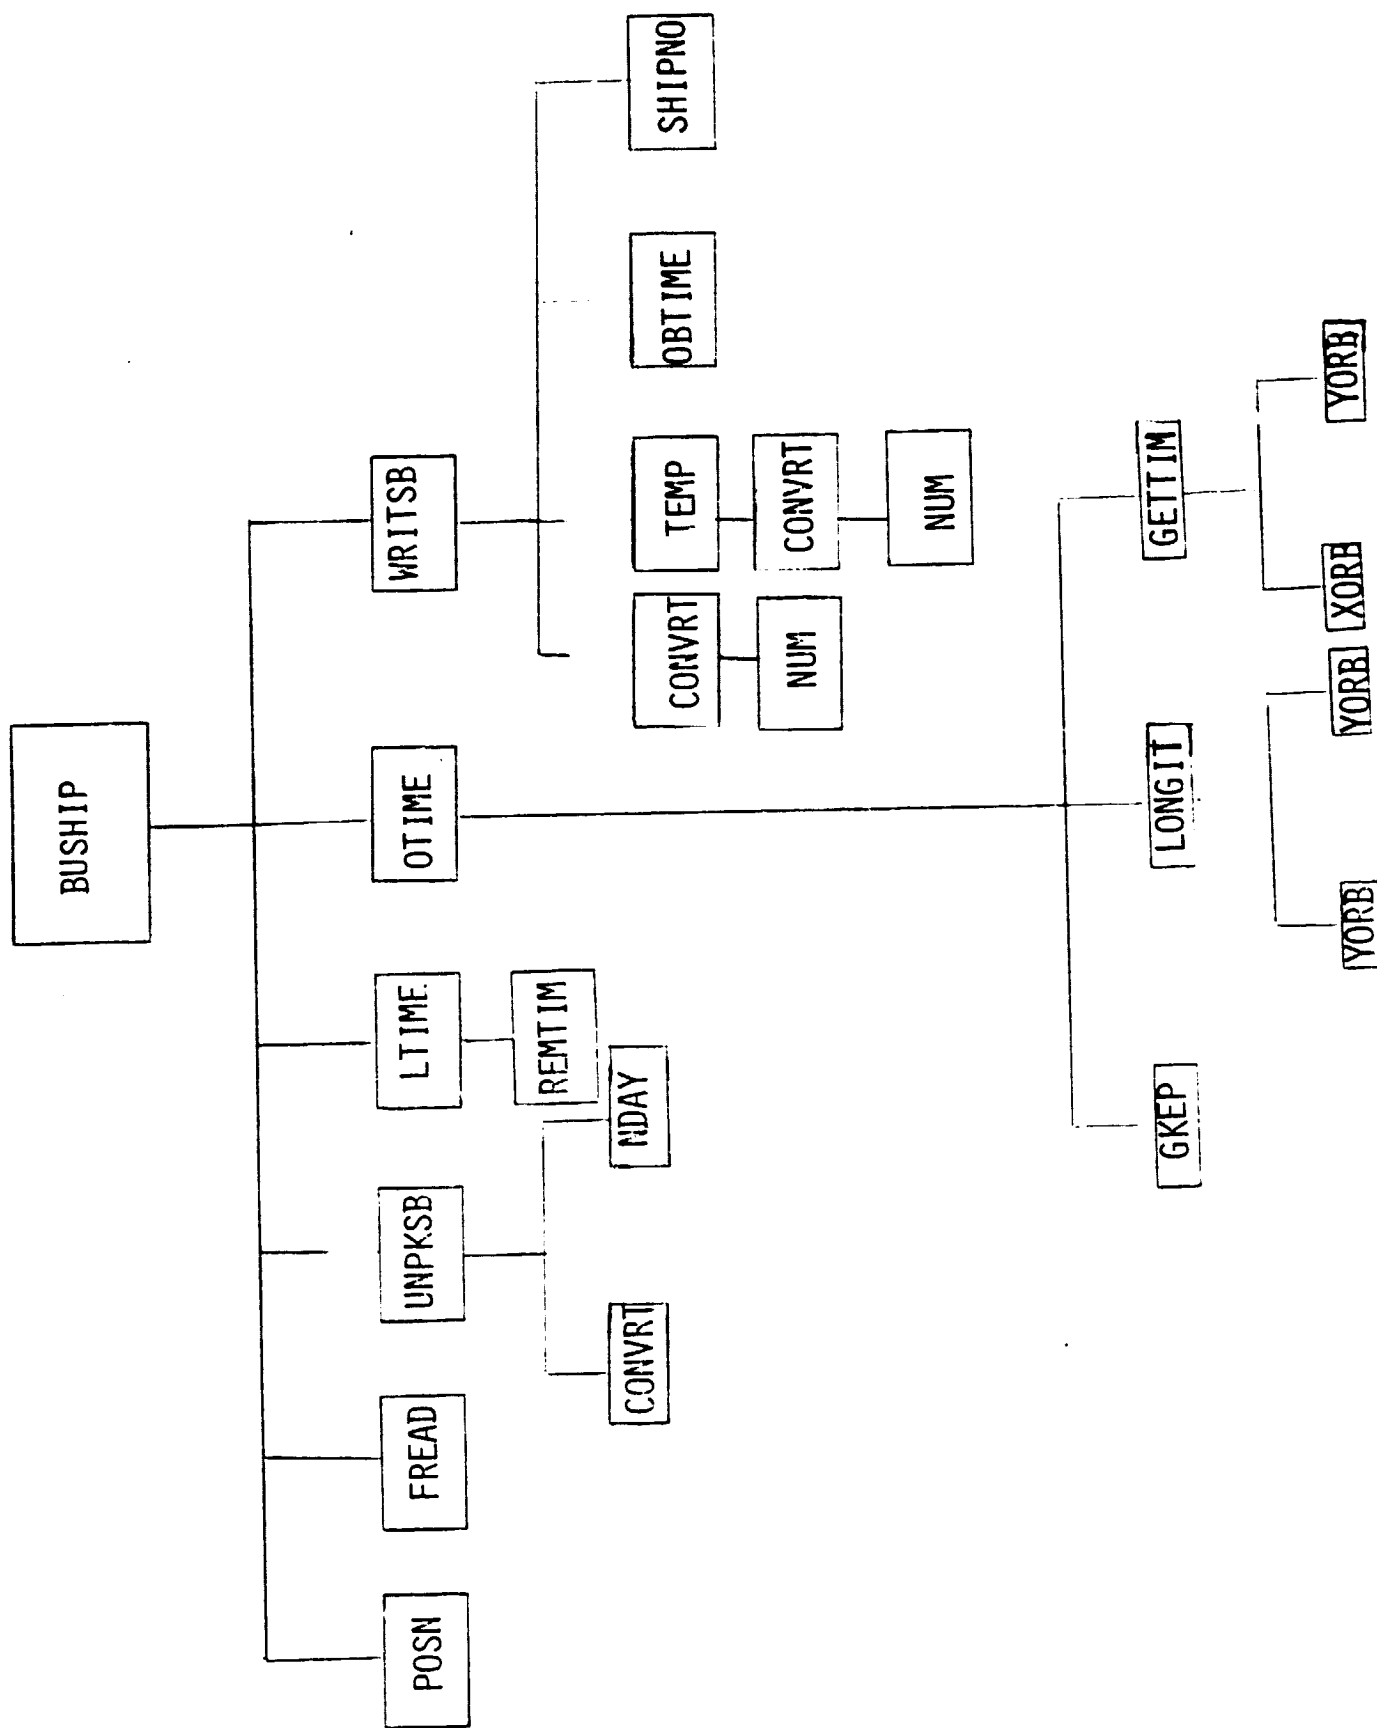 BUSHIP
POSN
FREAD
UNPKSB
LTIME
OTIME
WRITSB
REMTIM
CONVRT
NDAY
CONVRT
TEMP
OBTIME
SHIPNO
NUM
CONVRT
NUM
GKEP
LONGIT
GETTIM
YORB
YORB
XORB
YORB